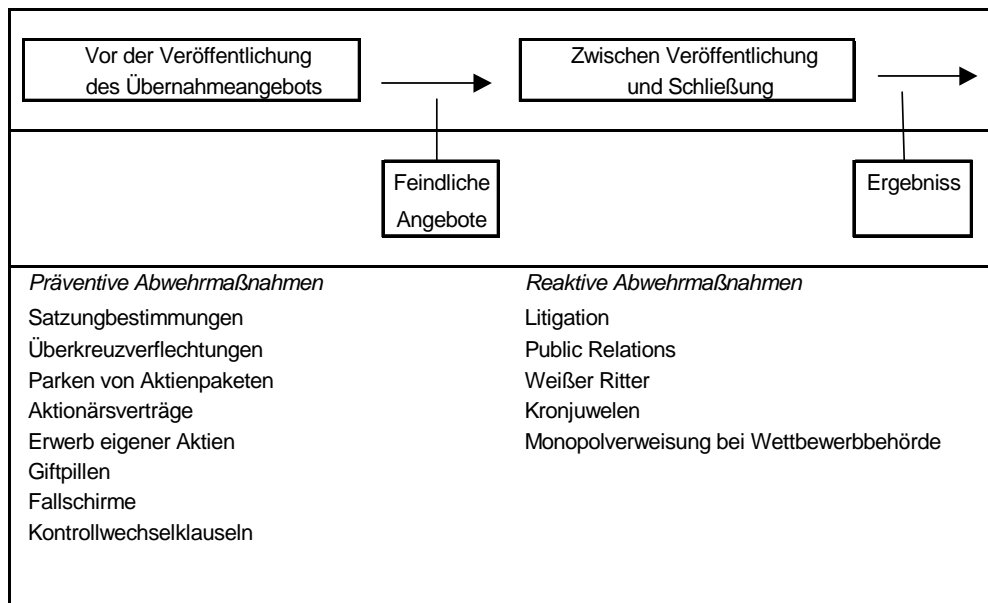 Vor der Veröffentlichung
des Übernahmeangebots
Zwischen Veröffentlichung
und Schließung
Feindliche
Angebote
Ergebniss
Präventive Abwehrmaßnahmen
Satzungbestimmungen
Überkreuzverflechtungen
Parken von Aktienpaketen
Aktionärsverträge
Erwerb eigener Aktien
Giftpillen
Fallschirme
Kontrollwechselklauseln
Reaktive Abwehrmaßnahmen
Litigation
Public Relations
Weißer Ritter
Kronjuwelen
Monopolverweisung bei Wettbewerbbehörde